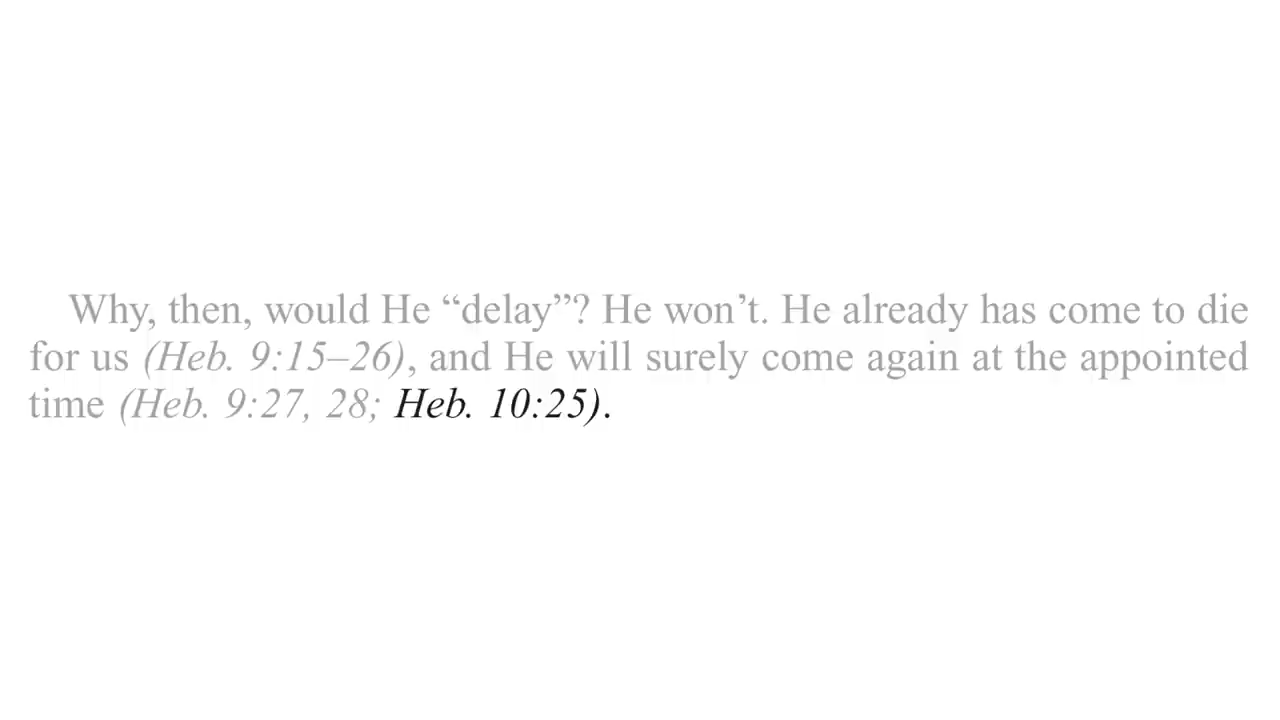 Why, then, would He “delay”? He won’t. He already has come to die
for us (Heb. 9:15–26), and He will surely come again at the appointed
time (Heb. 9:27, 28; Heb. 10:25).